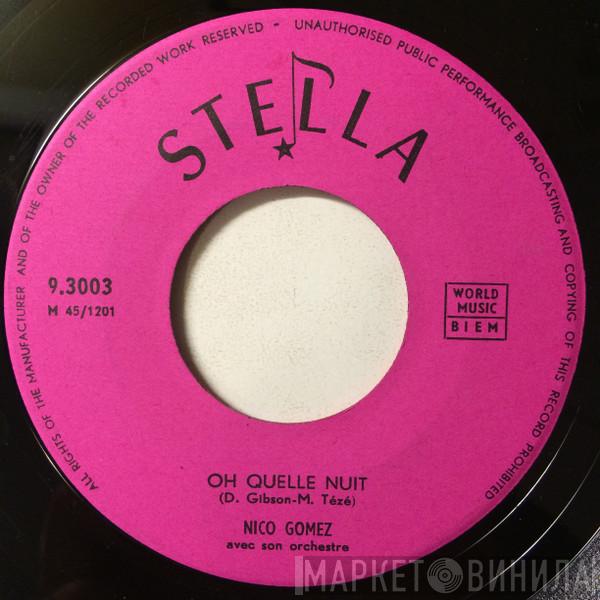 ALL RIGHTS OF THE MANUFACTURER AND OF THE OWNER OF THE RECORDED WORK RESERVED - UNAUTHORISED PUBLIC PERFORMANCE BROADCASTING AND COPYING OF THIS RECORD PROHIBITED
STELLA
9.3003
M 45/1201
WORLD
MUSIC
BIEM
OH QUELLE NUIT
(D. Gibson-M. Tézé)
NICO GOMEZ
avec son orchestre
МАРКЕТ ВИНИЛА